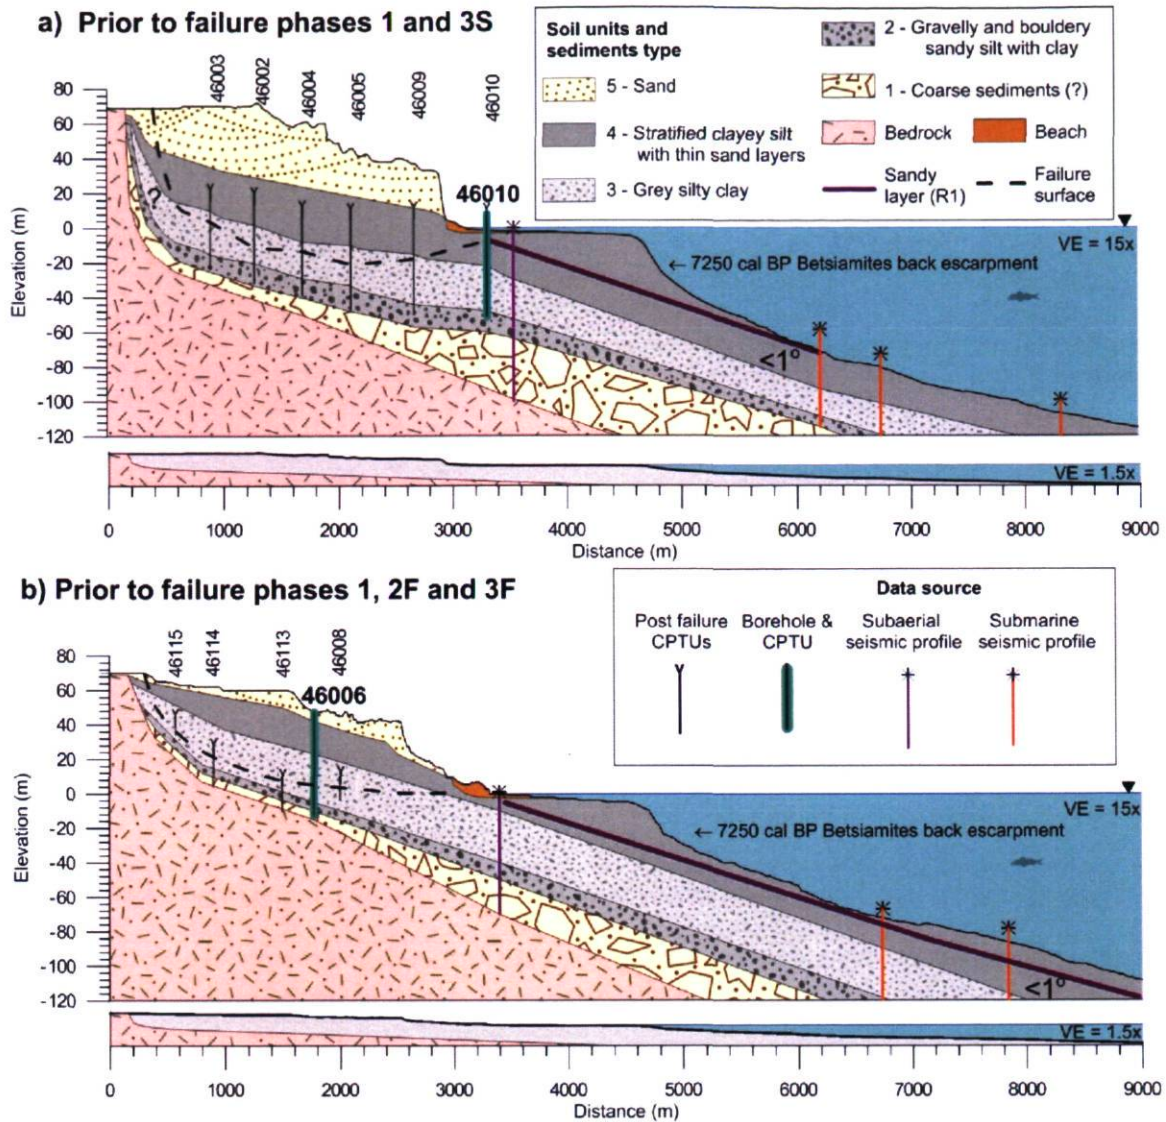 a) Prior to failure phases 1 and 3S
Soil units and
sediments type
5 - Sand
4 - Stratified clayey silt
with thin sand layers
3 - Grey silty clay
2 - Gravelly and bouldery
sandy silt with clay
1 - Coarse sediments (?)
Bedrock
Beach
Sandy
layer (R1)
Failure
surface
46003
46002
46004
46005
46009
46010
46010
80
60
40
20
0
-20
-40
-60
-80
-100
-120
Elevation (m)
?
VE = 15x
← 7250 cal BP Betsiamites back escarpment
<1°
VE = 1.5x
0 1000 2000 3000 4000 5000 6000 7000 8000 9000
Distance (m)
b) Prior to failure phases 1, 2F and 3F
Data source
Post failure
CPTUs
Borehole &
CPTU
Subaerial
seismic profile
Submarine
seismic profile
46115
46114
46113
46008
46006
80
60
40
20
0
-20
-40
-60
-80
-100
-120
Elevation (m)
VE = 15x
← 7250 cal BP Betsiamites back escarpment
<1°
VE = 1.5x
0 1000 2000 3000 4000 5000 6000 7000 8000 9000
Distance (m)